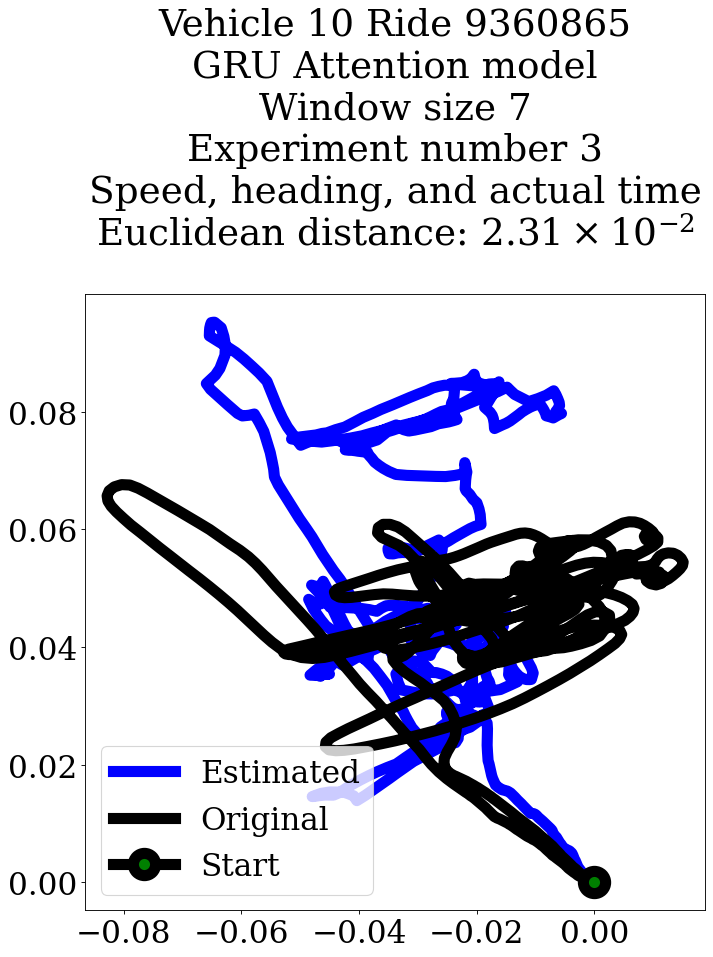 Vehicle 10 Ride 9360865
GRU Attention model
Window size 7
Experiment number 3
Speed, heading, and actual time
Euclidean distance: 2.31 × 10⁻²
0.08
0.06
0.04
0.02
0.00
Estimated
Original
Start
−0.08 −0.06 −0.04 −0.02 0.00